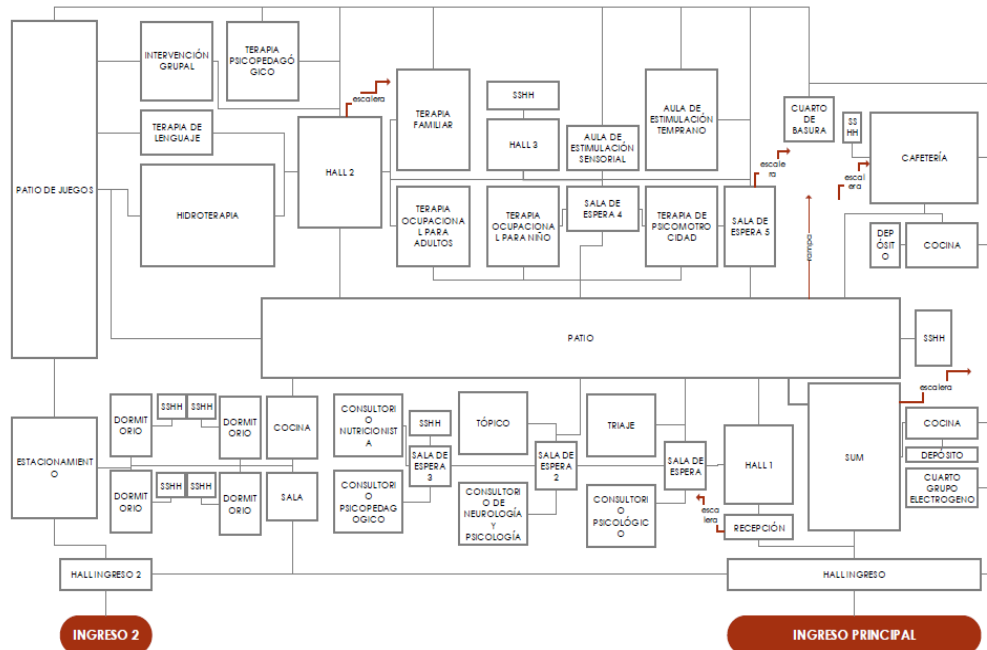 INTERVENCIÓN
GRUPAL
TERAPIA
PSICOPEDAGÓ
GICO
escalera
TERAPIA
FAMILIAR
SSHH
AULA DE
ESTIMULACIÓN
TEMPRANO
CUARTO
DE
BASURA
SS
HH
CAFETERÍA
TERAPIA DE
LENGUAJE
HALL 2
HALL 3
AULA DE
ESTIMULACIÓN
SENSORIAL
escale
ra
escal
era
PATIO DE JUEGOS
HIDROTERAPIA
TERAPIA
OCUPACIONA
L PARA
ADULTOS
TERAPIA
OCUPACIONA
L PARA NIÑO
SALA DE
ESPERA 4
TERAPIA DE
PSICOMOTRO
CIDAD
SALA DE
ESPERA 5
rampa
DEP
ÓSIT
O
COCINA
PATIO
SSHH
escalera
DORMIT
ORIO
SSHH
SSHH
DORMIT
ORIO
COCINA
CONSULTORI
O
NUTRICIONIST
A
SSHH
TÓPICO
TRIAJE
COCINA
ESTACIONAMIENT
O
SALA DE
ESPERA
3
SALA DE
ESPERA
2
SALA DE
ESPERA
HALL 1
SUM
DEPÓSITO
DORMIT
ORIO
SSHH
SSHH
DORMIT
ORIO
SALA
CONSULTORI
O
PSICOPEDAG
OGICO
CONSULTORI
O DE
NEUROLOGÍA
Y
PSICOLOGÍA
CONSULTORI
O
PSICOLÓGIC
O
esca
lera
RECEPCIÓN
CUARTO
GRUPO
ELECTROGENO
HALL INGRESO 2
HALL INGRESO
INGRESO 2
INGRESO PRINCIPAL